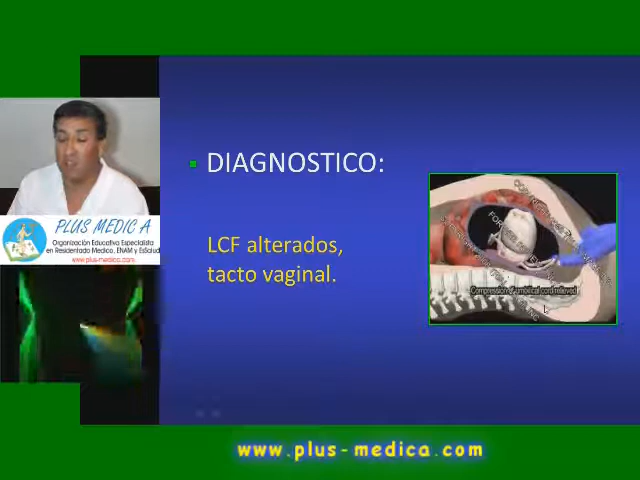 DIAGNOSTICO:
LCF alterados,
tacto vaginal.
PLUS MEDIC A
Organización Educativa Especialista
en Residentado Medico, ENAM y EsSalud
www.plus-medica.com
Compression of umbilical cord relieved
www.plus-medica.com